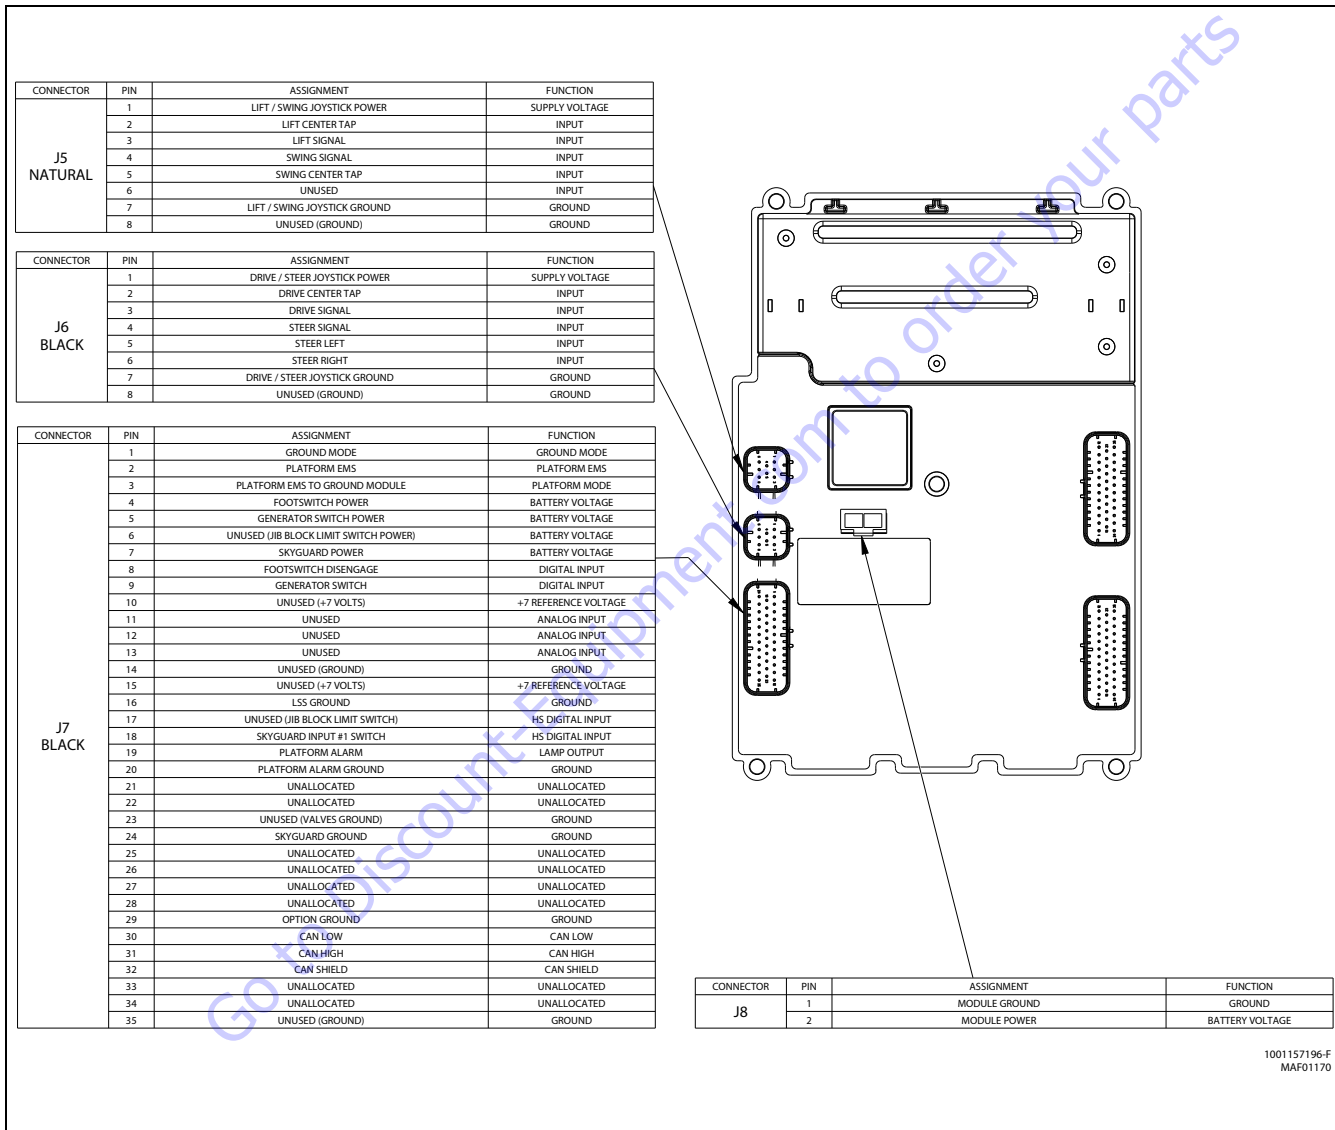 CONNECTOR PIN ASSIGNMENT FUNCTION
J5
NATURAL
1 LIFT / SWING JOYSTICK POWER SUPPLY VOLTAGE
2 LIFT CENTER TAP INPUT
3 LIFT SIGNAL INPUT
4 SWING SIGNAL INPUT
5 SWING CENTER TAP INPUT
6 UNUSED INPUT
7 LIFT / SWING JOYSTICK GROUND GROUND
8 UNUSED (GROUND) GROUND
CONNECTOR PIN ASSIGNMENT FUNCTION
J6
BLACK
1 DRIVE / STEER JOYSTICK POWER SUPPLY VOLTAGE
2 DRIVE CENTER TAP INPUT
3 DRIVE SIGNAL INPUT
4 STEER SIGNAL INPUT
5 STEER LEFT INPUT
6 STEER RIGHT INPUT
7 DRIVE / STEER JOYSTICK GROUND GROUND
8 UNUSED (GROUND) GROUND
CONNECTOR PIN ASSIGNMENT FUNCTION
J7
BLACK
1 GROUND MODE GROUND MODE
2 PLATFORM EMS PLATFORM EMS
3 PLATFORM EMS TO GROUND MODULE PLATFORM MODE
4 FOOTSWITCH POWER BATTERY VOLTAGE
5 GENERATOR SWITCH POWER BATTERY VOLTAGE
6 UNUSED (JIB BLOCK LIMIT SWITCH POWER) BATTERY VOLTAGE
7 SKYGUARD POWER BATTERY VOLTAGE
8 FOOTSWITCH DISENGAGE DIGITAL INPUT
9 GENERATOR SWITCH DIGITAL INPUT
10 UNUSED (+7 VOLTS) +7 REFERENCE VOLTAGE
11 UNUSED ANALOG INPUT
12 UNUSED ANALOG INPUT
13 UNUSED ANALOG INPUT
14 UNUSED (GROUND) GROUND
15 UNUSED (+7 VOLTS) +7 REFERENCE VOLTAGE
16 LSS GROUND GROUND
17 UNUSED (JIB BLOCK LIMIT SWITCH) HS DIGITAL INPUT
18 SKYGUARD INPUT #1 SWITCH HS DIGITAL INPUT
19 PLATFORM ALARM LAMP OUTPUT
20 PLATFORM ALARM GROUND GROUND
21 UNALLOCATED UNALLOCATED
22 UNALLOCATED UNALLOCATED
23 UNUSED (VALVES GROUND) GROUND
24 SKYGUARD GROUND GROUND
25 UNALLOCATED UNALLOCATED
26 UNALLOCATED UNALLOCATED
27 UNALLOCATED UNALLOCATED
28 UNALLOCATED UNALLOCATED
29 OPTION GROUND GROUND
30 CAN LOW CAN LOW
31 CAN HIGH CAN HIGH
32 CAN SHIELD CAN SHIELD
33 UNALLOCATED UNALLOCATED
34 UNALLOCATED UNALLOCATED
35 UNUSED (GROUND) GROUND
CONNECTOR PIN ASSIGNMENT FUNCTION
J8
1 MODULE GROUND GROUND
2 MODULE POWER BATTERY VOLTAGE
1001157196-F
MAF01170
Go to Discount-Equipment.com to order your parts